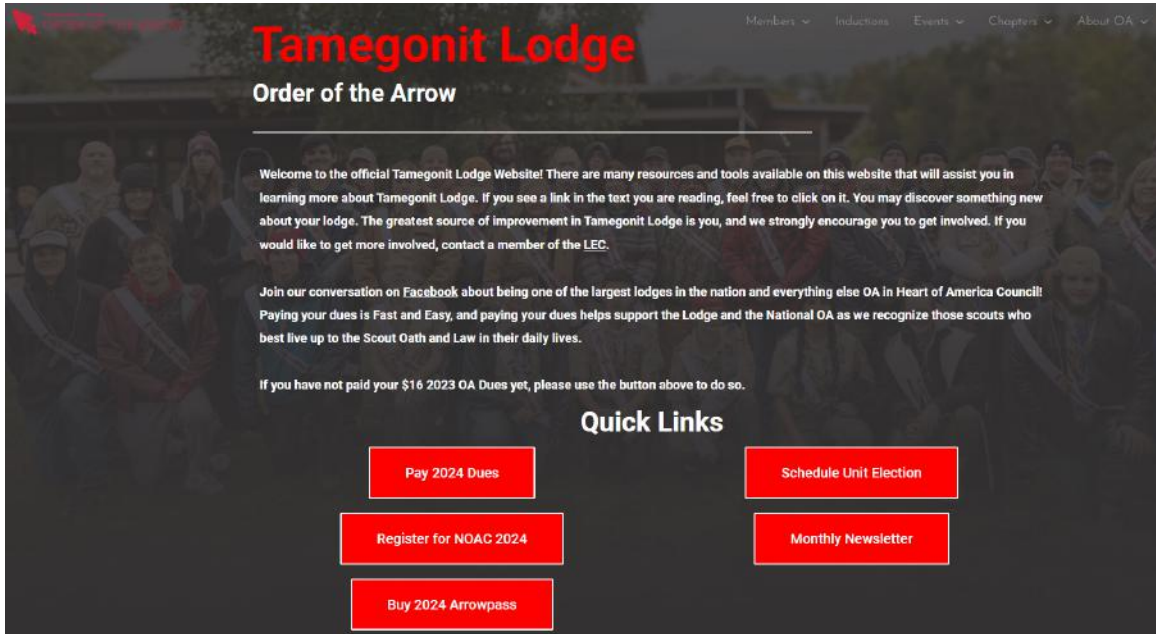 Members Inductions Events Chapters About OA
Tamegonit Lodge
Order of the Arrow
Welcome to the official Tamegonit Lodge Website! There are many resources and tools available on this website that will assist you in
learning more about Tamegonit Lodge. If you see a link in the text you are reading, feel free to click on it. You may discover something new
about your lodge. The greatest source of improvement in Tamegonit Lodge is you, and we strongly encourage you to get involved. If you
would like to get more involved, contact a member of the LEC.
Join our conversation on Facebook about being one of the largest lodges in the nation and everything else OA in Heart of America Council!
Paying your dues is Fast and Easy, and paying your dues helps support the Lodge and the National OA as we recognize those scouts who
best live up to the Scout Oath and Law in their daily lives.
If you have not paid your $16 2023 OA Dues yet, please use the button above to do so.
Quick Links
Pay 2024 Dues
Schedule Unit Election
Register for NOAC 2024
Monthly Newsletter
Buy 2024 Arrowpass